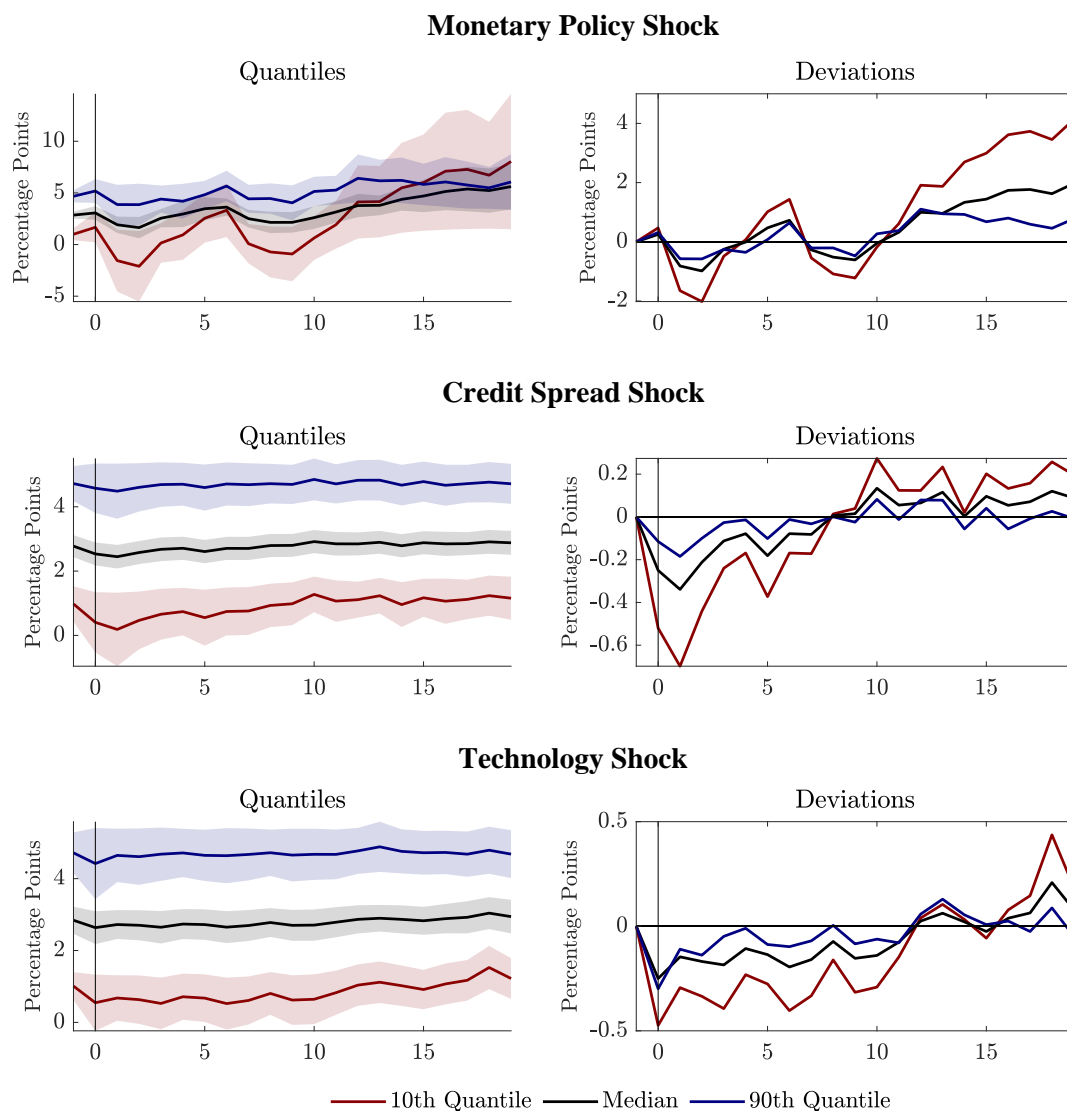 Monetary Policy Shock
Quantiles
Deviations
Percentage Points
10
5
0
-5
0 5 10 15
Percentage Points
4
2
0
-2
0 5 10 15
Credit Spread Shock
Quantiles
Deviations
Percentage Points
4
2
0
0 5 10 15
Percentage Points
0.2
0
-0.2
-0.4
-0.6
0 5 10 15
Technology Shock
Quantiles
Deviations
Percentage Points
4
2
0
0 5 10 15
Percentage Points
0.5
0
-0.5
0 5 10 15
10th Quantile Median 90th Quantile